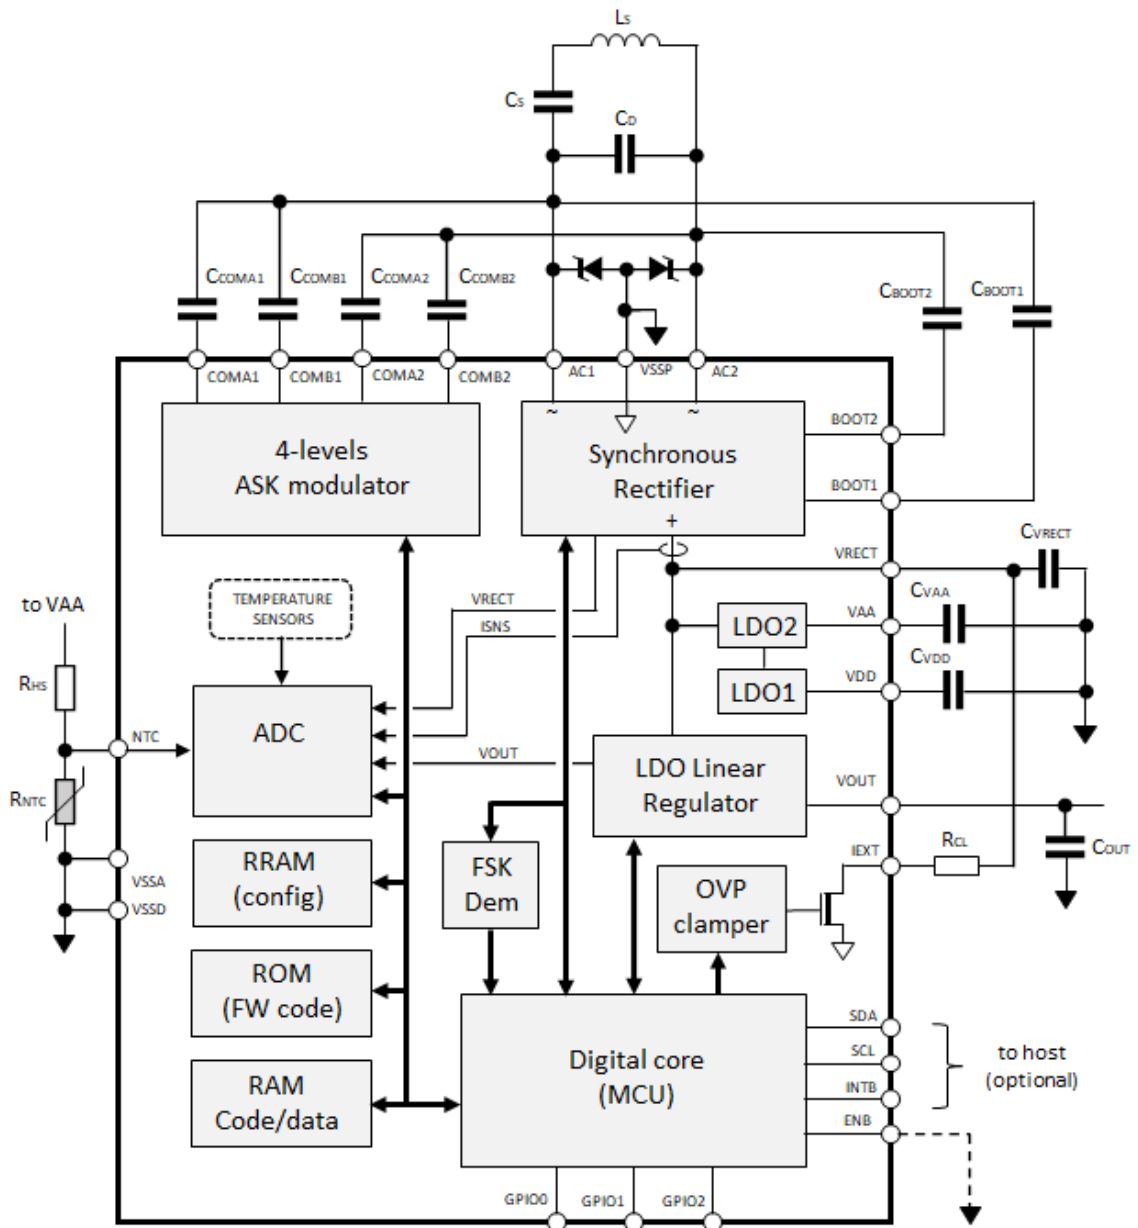 LS
CS
CD
CCOMA1
CCOMB1
CCOMA2
CCOMB2
CBOOT2
CBOOT1
COMA1
COMB1
COMA2
COMB2
AC1
VSSP
AC2
~
~
4-levels
ASK modulator
Synchronous
Rectifier
+
BOOT2
BOOT1
CVRECT
VRECT
to VAA
TEMPERATURE
SENSORS
VRECT
ISNS
LDO2
VAA
CVAA
RHS
LDO1
VDD
CVDD
NTC
ADC
VOUT
LDO Linear
Regulator
VOUT
RNTC
COUT
RCL
IEXT
VSSA
VSSD
RRAM
(config)
FSK
Dem
OVP
clamper
ROM
(FW code)
RAM
Code/data
Digital core
(MCU)
SDA
SCL
INTB
ENB
to host
(optional)
GPIO0
GPIO1
GPIO2